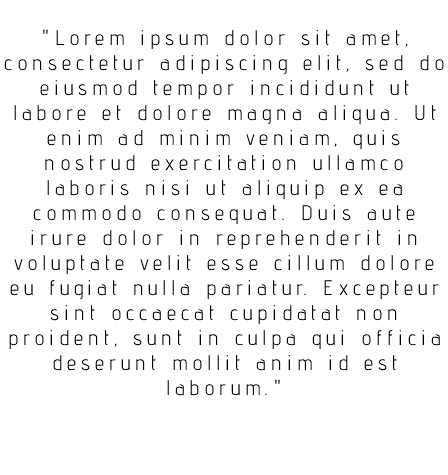 "Lorem ipsum dolor sit amet,
consectetur adipiscing elit, sed do
eiusmod tempor incididunt ut
labore et dolore magna aliqua. Ut
enim ad minim veniam, quis
nostrud exercitation ullamco
laboris nisi ut aliquip ex ea
commodo consequat. Duis aute
irure dolor in reprehenderit in
voluptate velit esse cillum dolore
eu fugiat nulla pariatur. Excepteur
sint occaecat cupidatat non
proident, sunt in culpa qui officia
deserunt mollit anim id est
laborum."